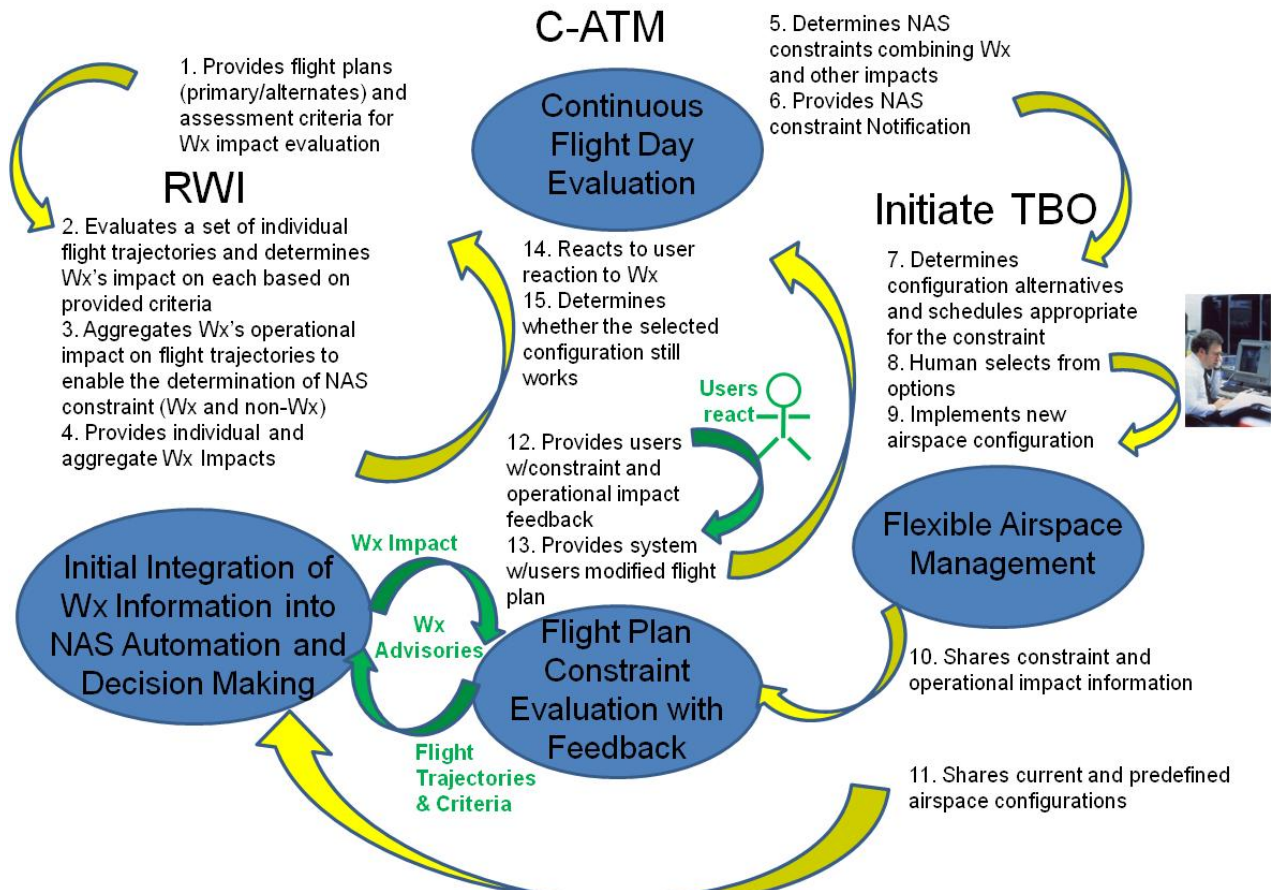 C-ATM
Continuous
Flight Day
Evaluation
1. Provides flight plans
(primary/alternates) and
assessment criteria for
Wx impact evaluation
RWI
2. Evaluates a set of individual
flight trajectories and determines
Wx's impact on each based on
provided criteria
3. Aggregates Wx's operational
impact on flight trajectories to
enable the determination of NAS
constraint (Wx and non-Wx)
4. Provides individual and
aggregate Wx Impacts
5. Determines NAS
constraints combining Wx
and other impacts
6. Provides NAS
constraint Notification
Initiate TBO
7. Determines
configuration alternatives
and schedules appropriate
for the constraint
8. Human selects from
options
9. Implements new
airspace configuration
Flexible Airspace
Management
10. Shares constraint and
operational impact information
11. Shares current and predefined
airspace configurations
14. Reacts to user
reaction to Wx
15. Determines
whether the selected
configuration still
works
Users
react
12. Provides users
w/constraint and
operational impact
feedback
13. Provides system
w/users modified flight
plan
Flight Plan
Constraint
Evaluation with
Feedback
Wx Impact
Wx
Advisories
Flight
Trajectories
& Criteria
Initial Integration of
Wx Information into
NAS Automation and
Decision Making